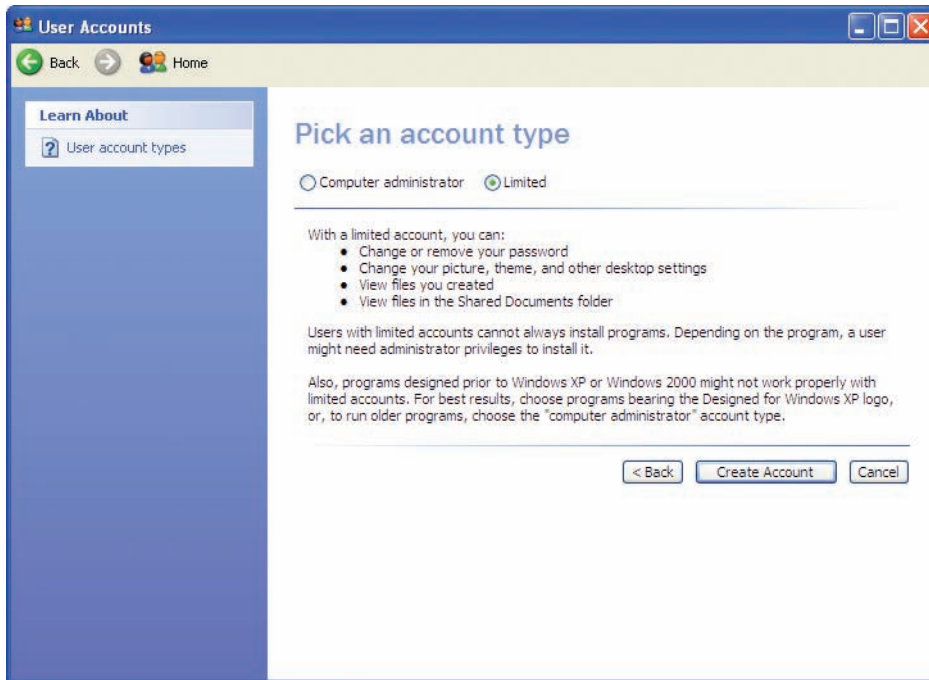 User Accounts
Back Home
Learn About
User account types
Pick an account type
Computer administrator Limited
With a limited account, you can:
• Change or remove your password
• Change your picture, theme, and other desktop settings
• View files you created
• View files in the Shared Documents folder
Users with limited accounts cannot always install programs. Depending on the program, a user
might need administrator privileges to install it.
Also, programs designed prior to Windows XP or Windows 2000 might not work properly with
limited accounts. For best results, choose programs bearing the Designed for Windows XP logo,
or, to run older programs, choose the "computer administrator" account type.
< Back Create Account Cancel